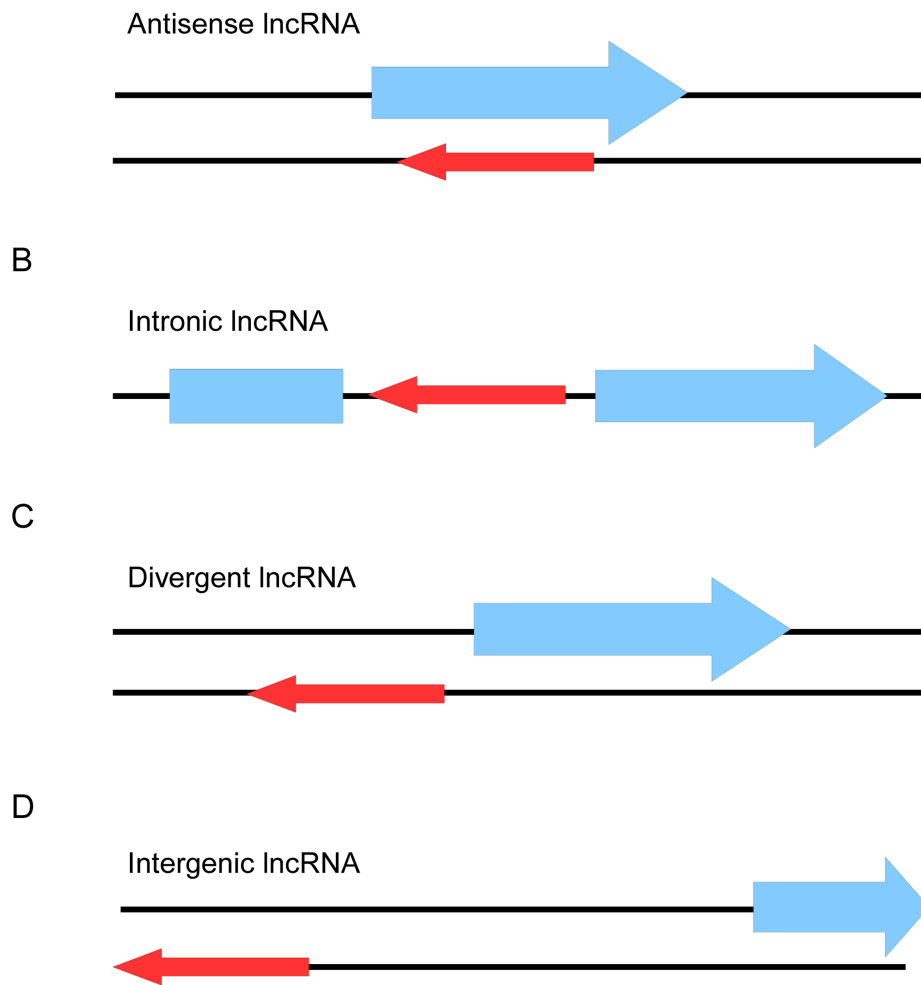 Antisense lncRNA
B
Intronic lncRNA
C
Divergent lncRNA
D
Intergenic lncRNA